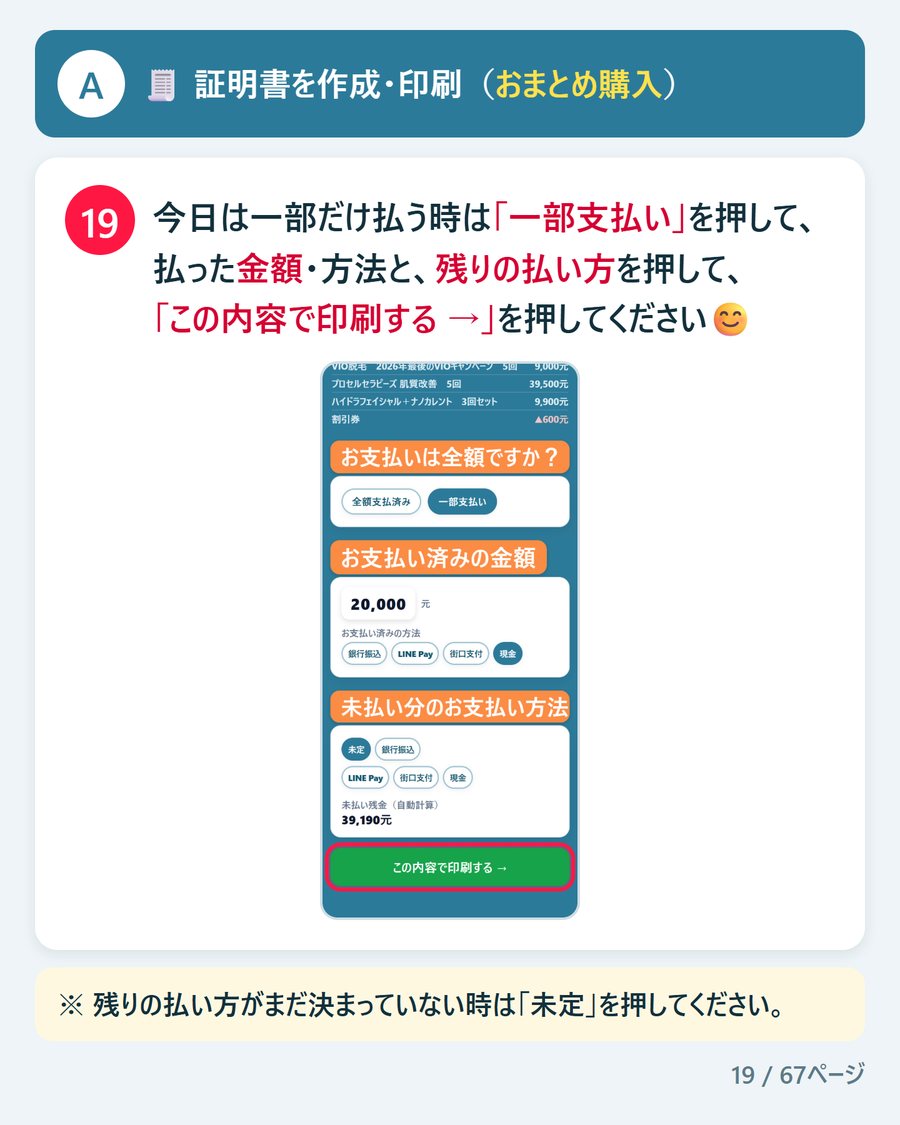 A 証明書を作成・印刷（おまとめ購入）
19 今日は一部だけ払う時は「一部支払い」を押して、
払った金額・方法と、残りの払い方を押して、
「この内容で印刷する →」を押してください😊
VIO脱毛 2026年最後のVIOキャンペーン 5回 9,000元
プロセルセラピーズ 肌質改善 5回 39,500元
ハイドラフェイシャル＋ナノカレント 3回セット 9,900元
割引券 ▲600元
お支払いは全額ですか？
全額支払済み 一部支払い
お支払い済みの金額
20,000 元
お支払い済みの方法
銀行振込 LINE Pay 街口支付 現金
未払い分のお支払い方法
未定 銀行振込
LINE Pay 街口支付 現金
未払い残金（自動計算）
39,190元
この内容で印刷する →
※ 残りの払い方がまだ決まっていない時は「未定」を押してください。
19 / 67ページ